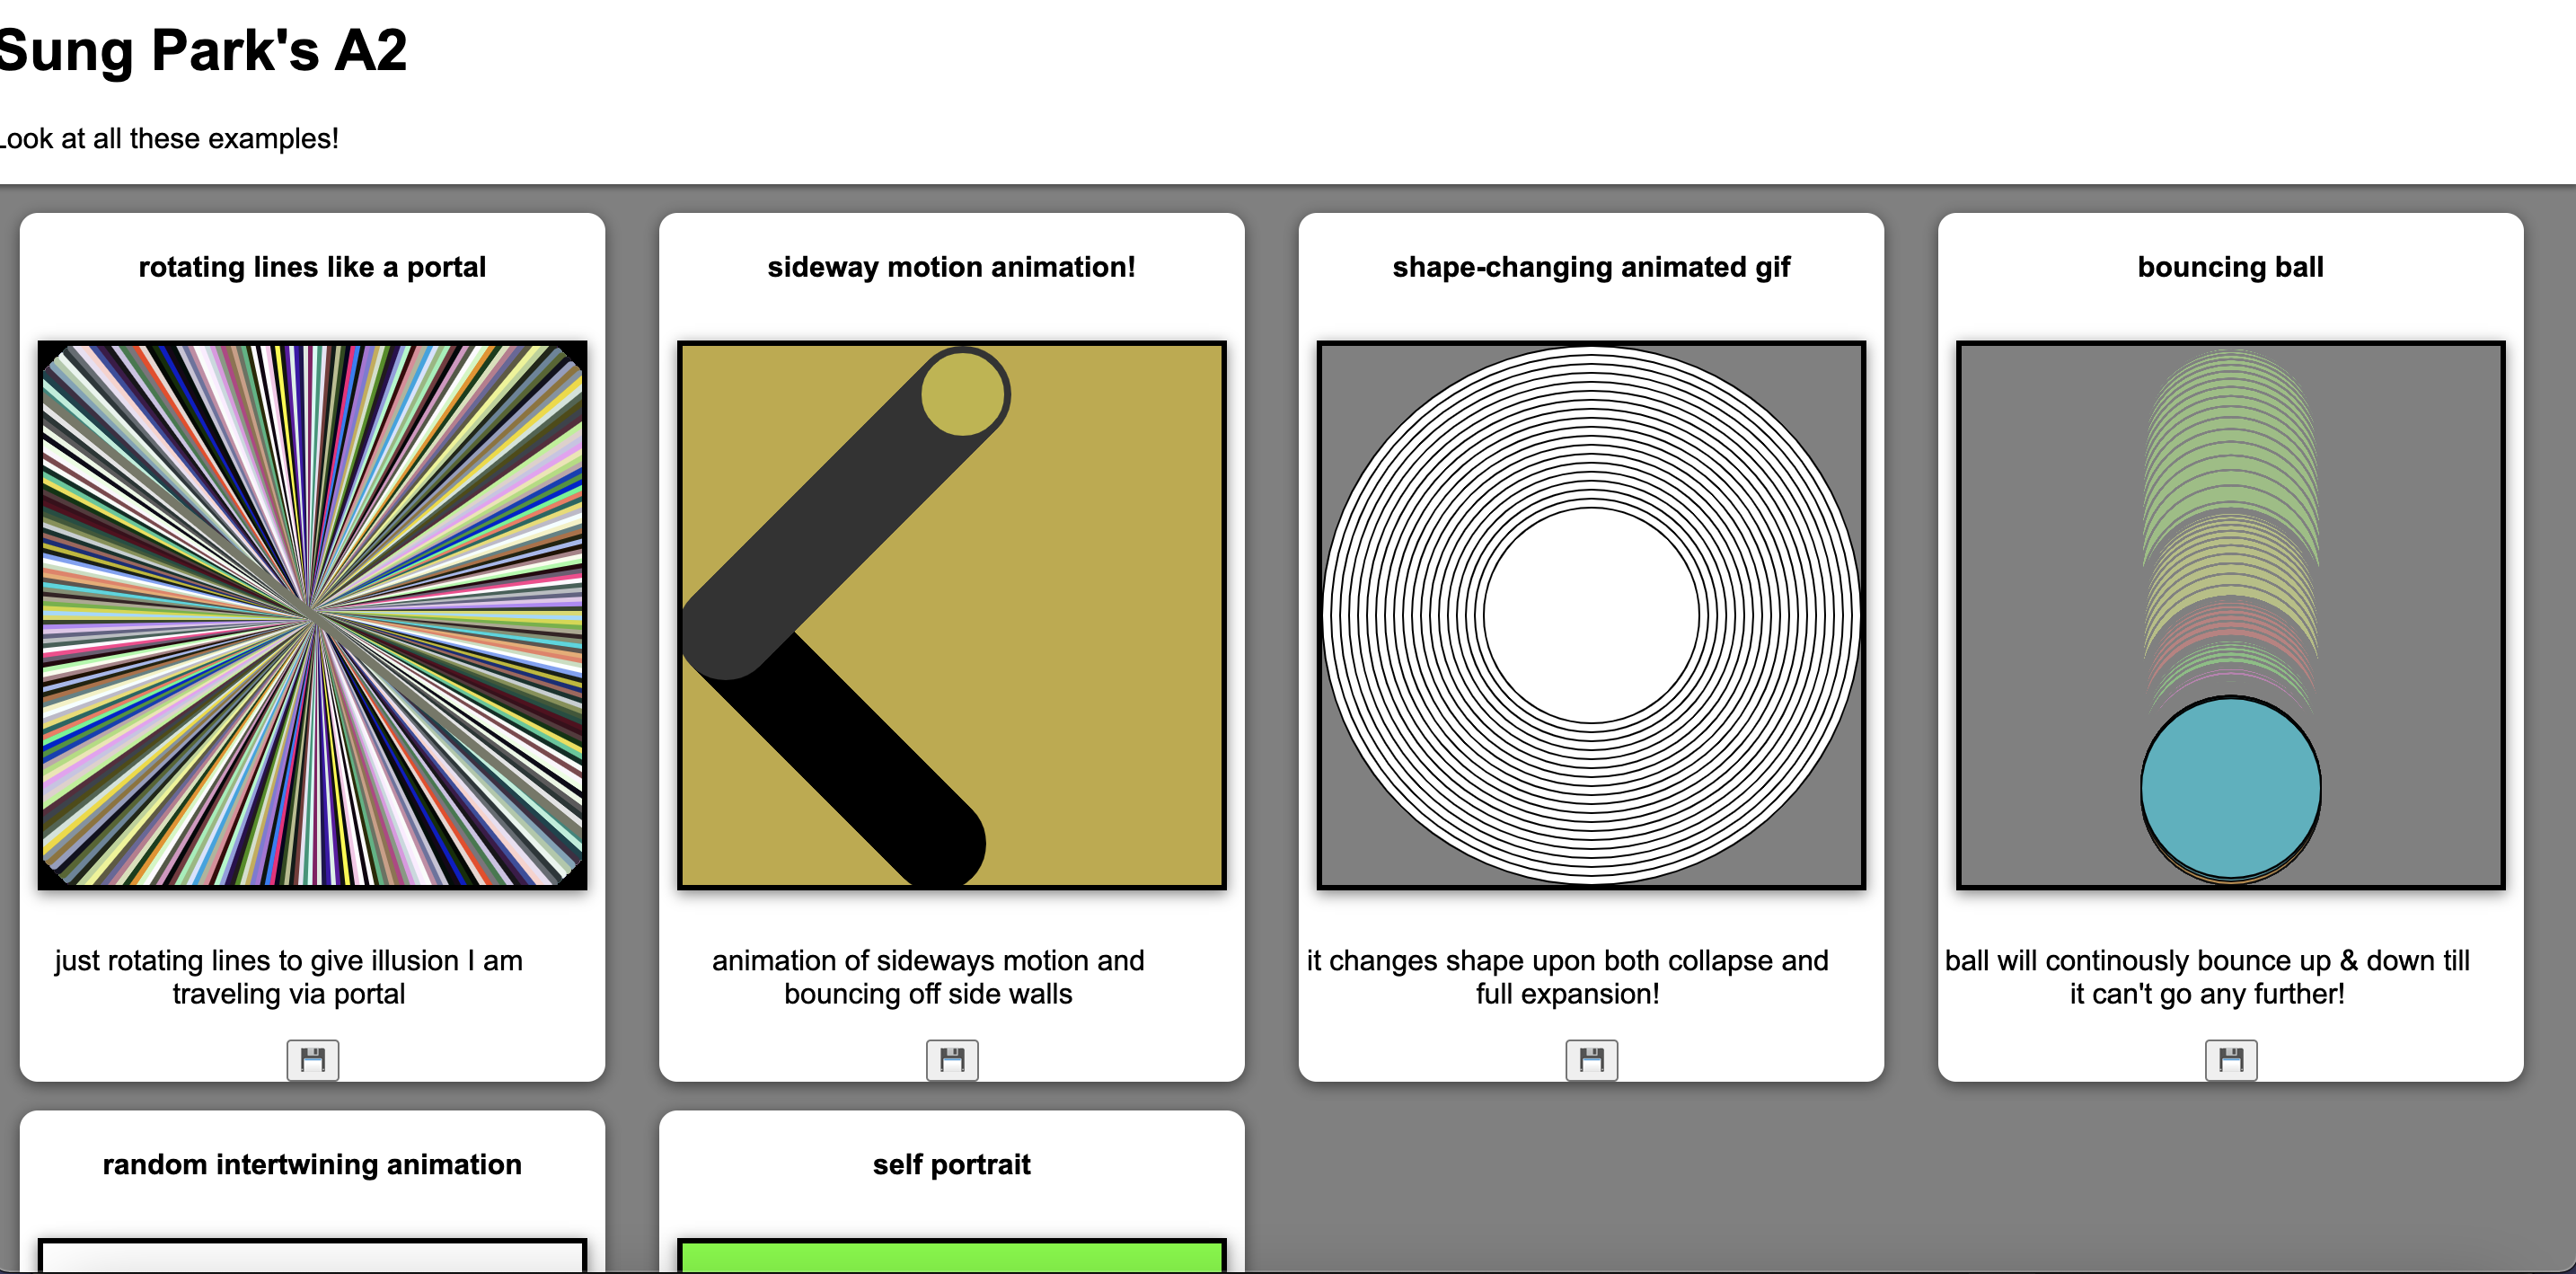 Sung Park's A2
Look at all these examples!
rotating lines like a portal
sideway motion animation!
shape-changing animated gif
bouncing ball
just rotating lines to give illusion I am
traveling via portal
animation of sideways motion and
bouncing off side walls
it changes shape upon both collapse and
full expansion!
ball will continously bounce up & down till
it can't go any further!
random intertwining animation
self portrait